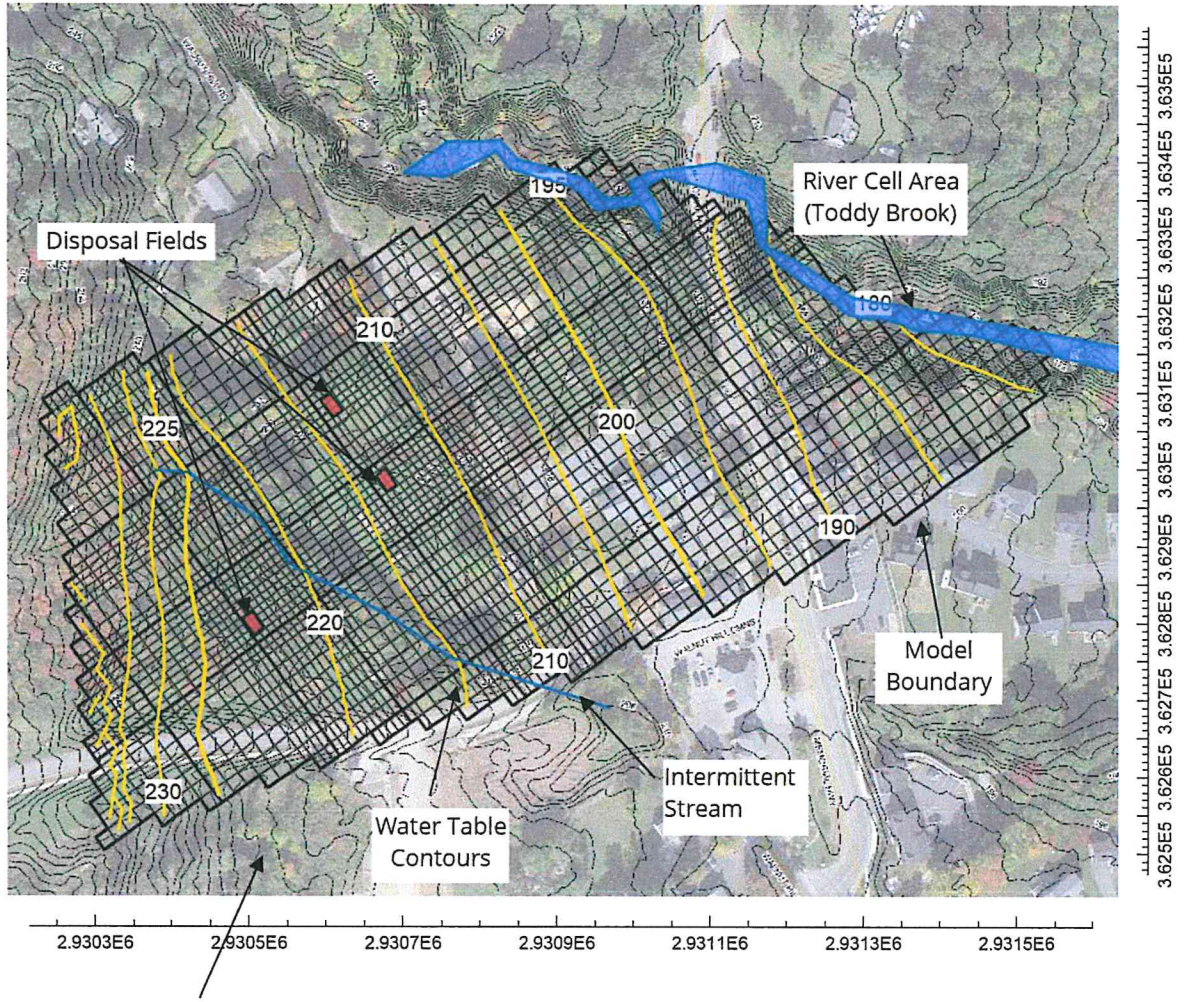 195
River Cell Area
(Toddy Brook)
Disposal Fields
180
210
225
200
190
220
210
Model
Boundary
WALNUT HILL CMNS
230
Intermittent
Stream
Water Table
Contours
3.635E5
3.634E5
3.633E5
3.632E5
3.631E5
3.63E5
3.629E5
3.628E5
3.627E5
3.626E5
3.625E5
2.9303E6
2.9305E6
2.9307E6
2.9309E6
2.9311E6
2.9313E6
2.9315E6